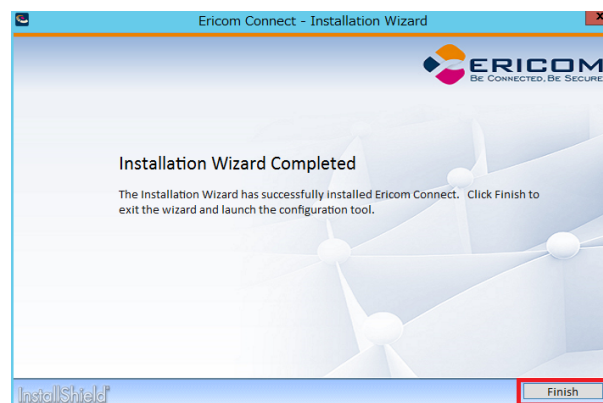 Ericom Connect - Installation Wizard
x
ERICOM
BE CONNECTED, BE SECURE
Installation Wizard Completed
The Installation Wizard has successfully installed Ericom Connect. Click Finish to
exit the wizard and launch the configuration tool.
InstallShield
Finish